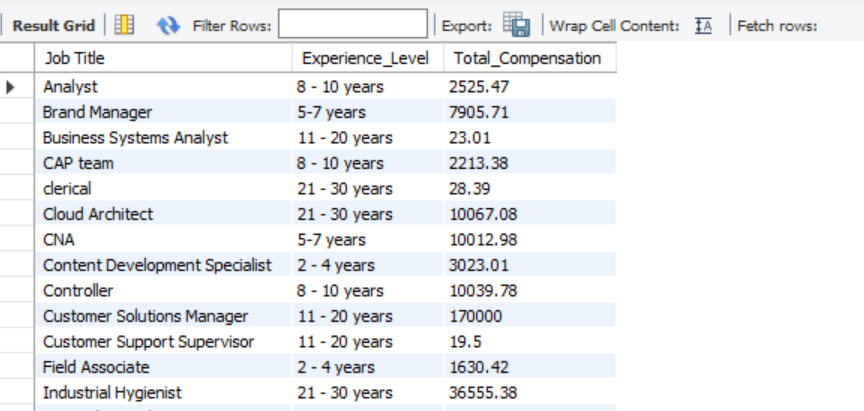 Result Grid Filter Rows: Export: Wrap Cell Content: Fetch rows:
Job Title Experience_Level Total_Compensation
Analyst 8 - 10 years 2525.47
Brand Manager 5-7 years 7905.71
Business Systems Analyst 11 - 20 years 23.01
CAP team 8 - 10 years 2213.38
clerical 21 - 30 years 28.39
Cloud Architect 21 - 30 years 10067.08
CNA 5-7 years 10012.98
Content Development Specialist 2 - 4 years 3023.01
Controller 8 - 10 years 10039.78
Customer Solutions Manager 11 - 20 years 170000
Customer Support Supervisor 11 - 20 years 19.5
Field Associate 2 - 4 years 1630.42
Industrial Hygienist 21 - 30 years 36555.38